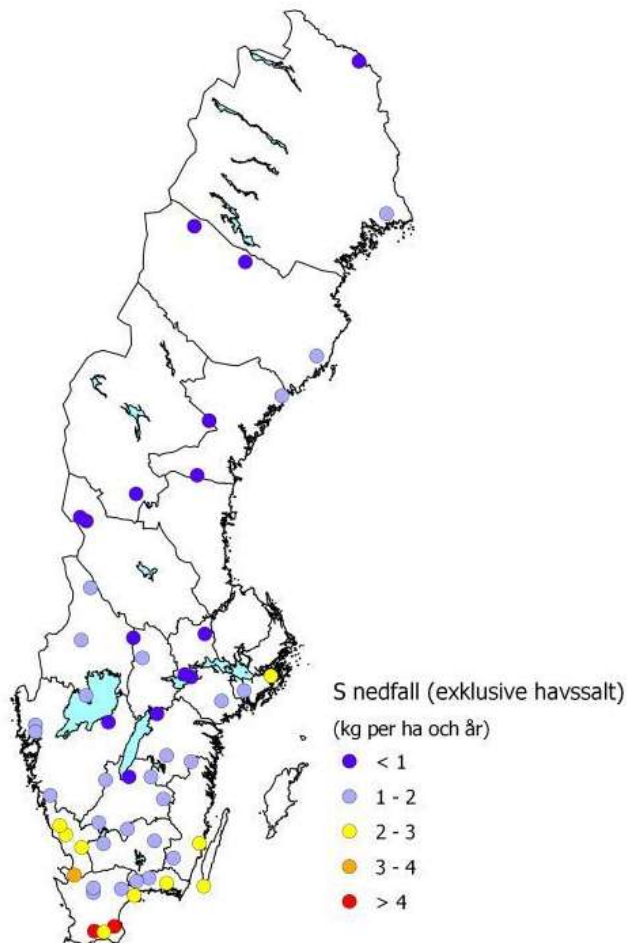 S nedfall (exklusive havssalt)
(kg per ha och år)
< 1
1 - 2
2 - 3
3 - 4
> 4